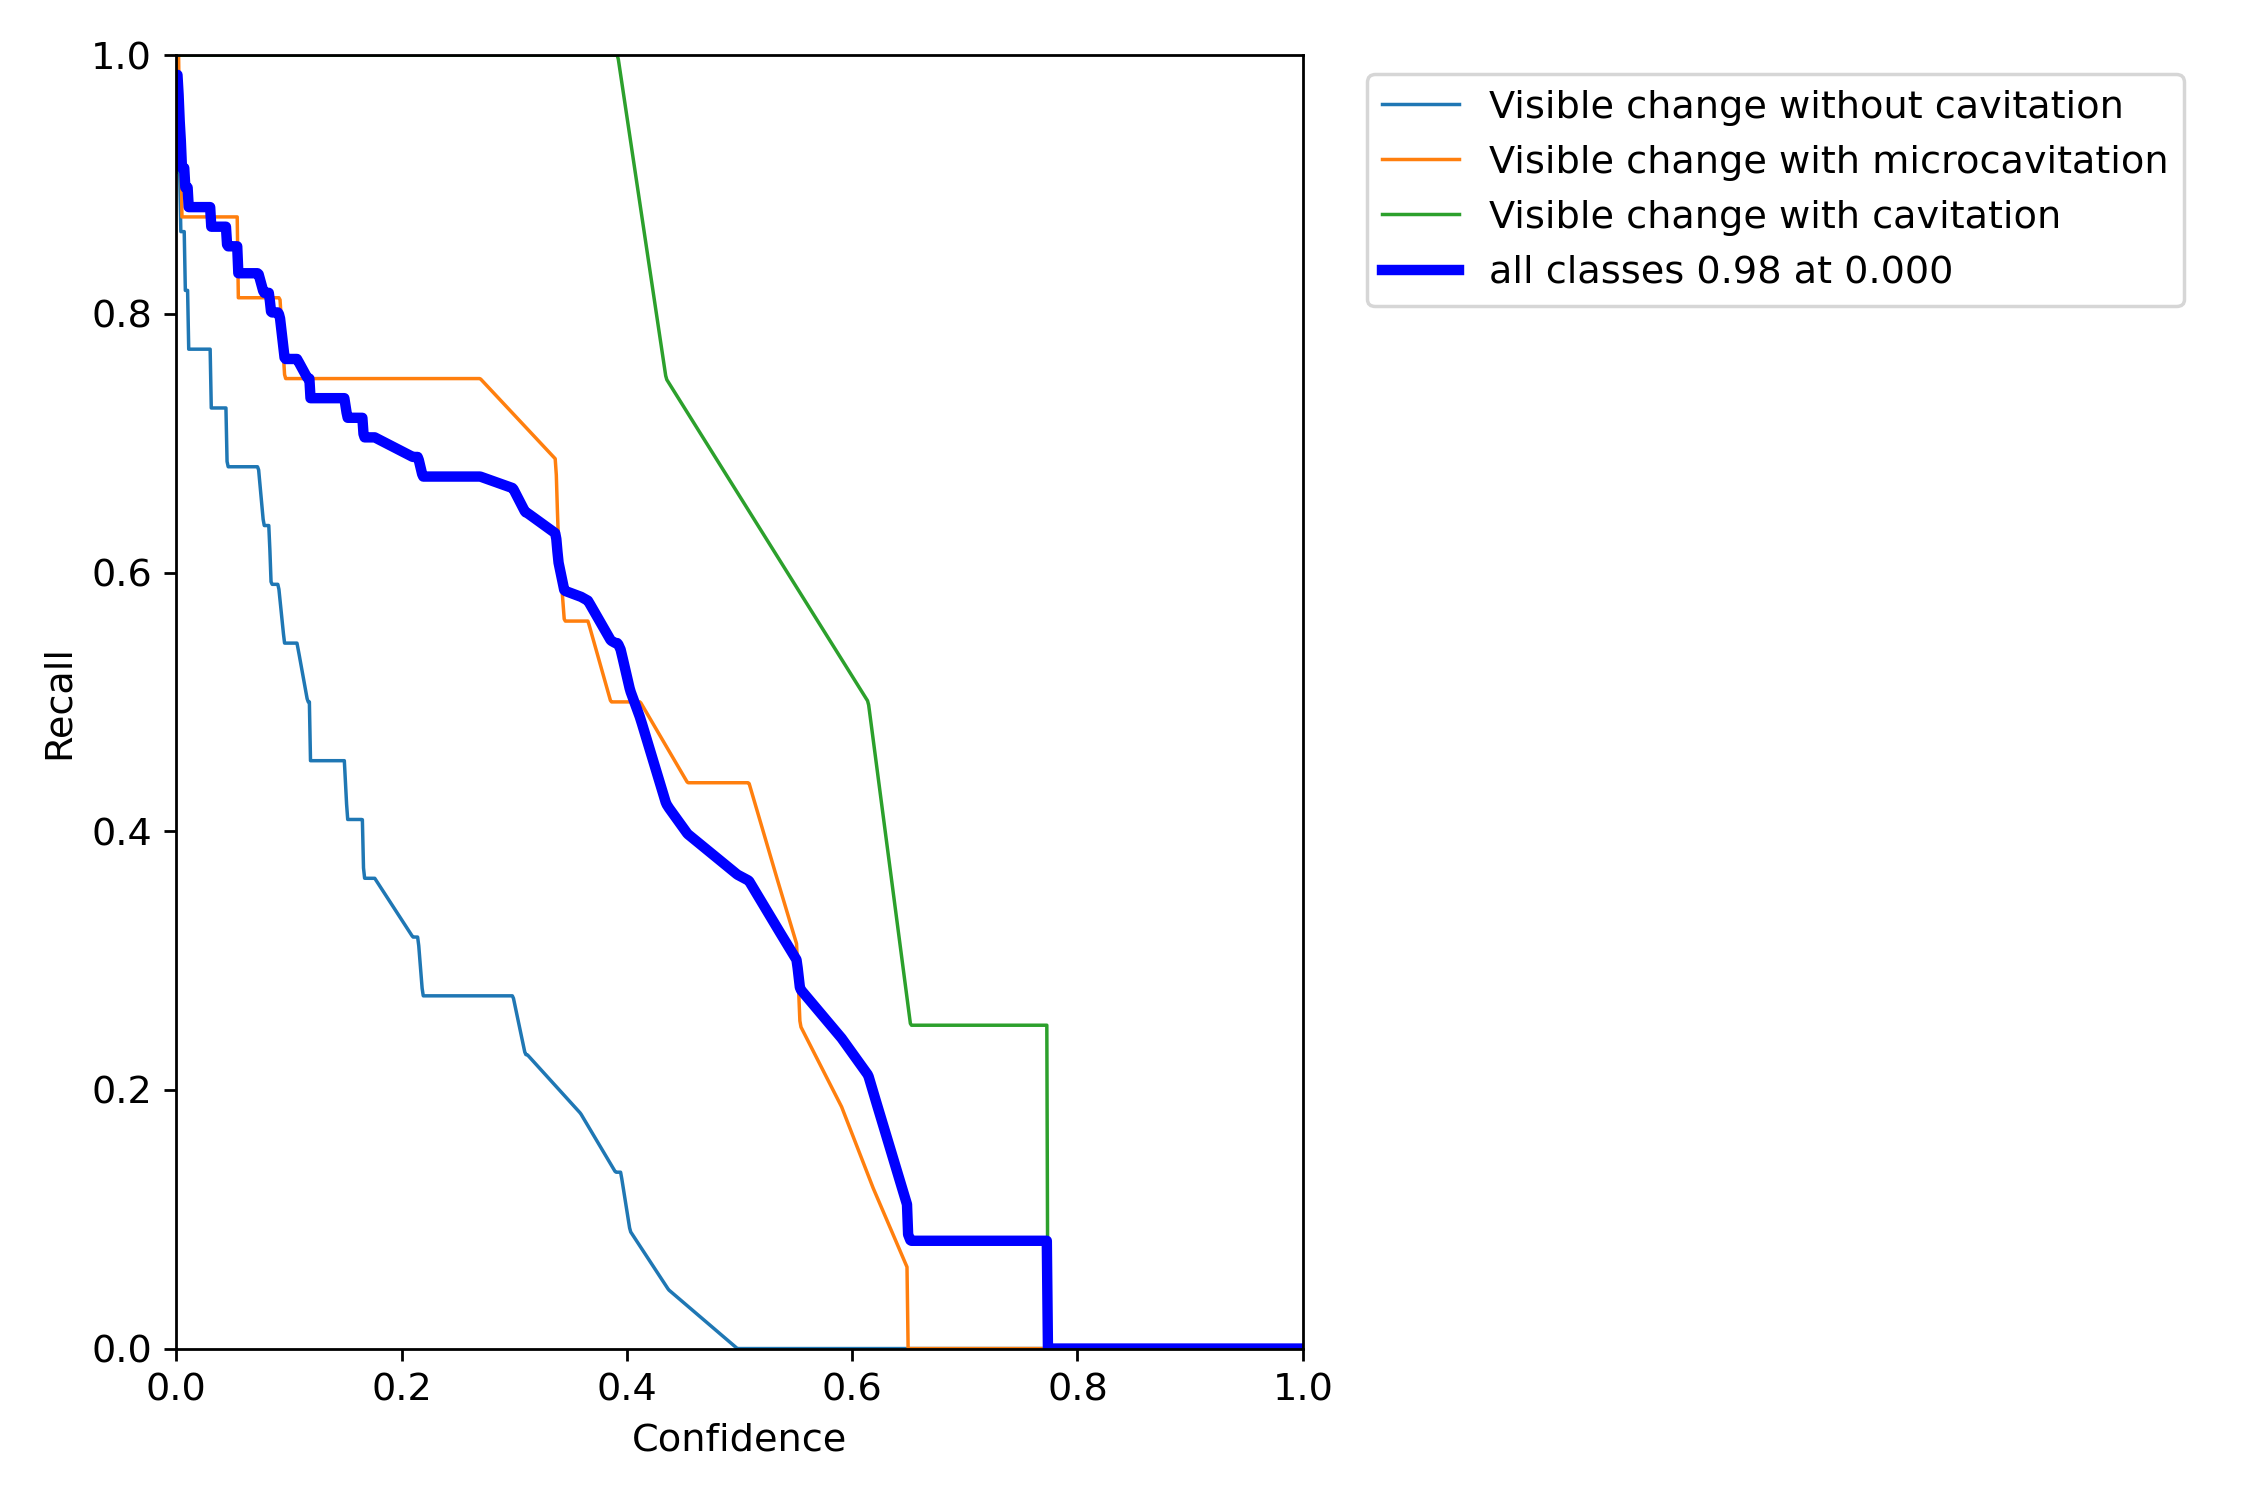 1.0
0.8
0.6
0.4
0.2
0.0
Recall
0.0 0.2 0.4 0.6 0.8 1.0
Confidence
Visible change without cavitation
Visible change with microcavitation
Visible change with cavitation
all classes 0.98 at 0.000